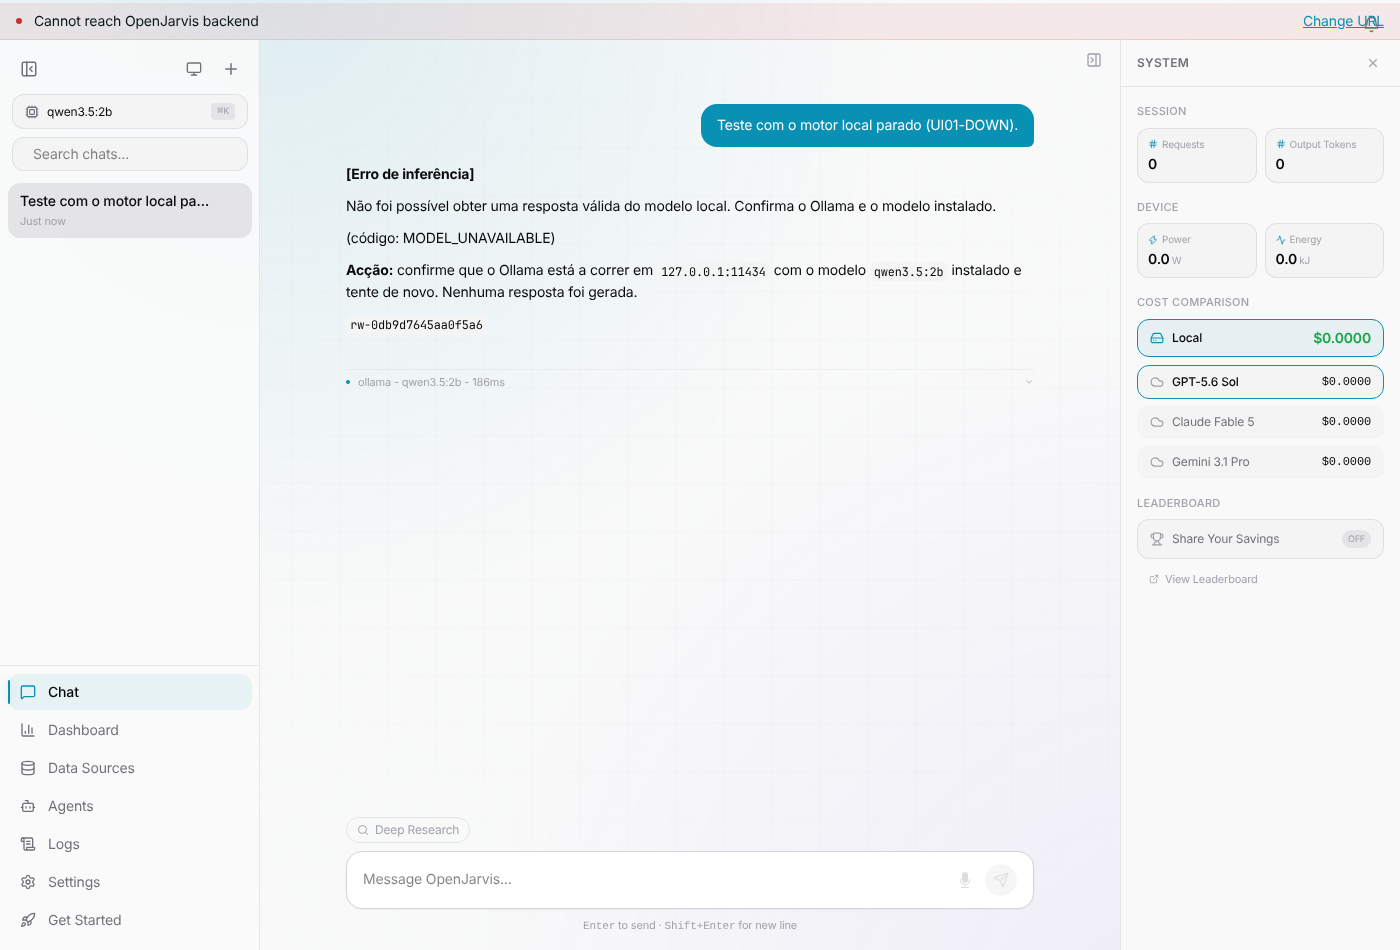 Cannot reach OpenJarvis backend
Change URL
qwen3.5:2b
⌘K
Search chats...
Teste com o motor local pa...
Just now
Chat
Dashboard
Data Sources
Agents
Logs
Settings
Get Started
Teste com o motor local parado (UI01-DOWN).
[Erro de inferência]
Não foi possível obter uma resposta válida do modelo local. Confirma o Ollama e o modelo instalado.
(código: MODEL_UNAVAILABLE)
Acção: confirme que o Ollama está a correr em 127.0.0.1:11434 com o modelo qwen3.5:2b instalado e
tente de novo. Nenhuma resposta foi gerada.
rw-0db9d7645aa0f5a6
ollama - qwen3.5:2b - 186ms
Deep Research
Message OpenJarvis...
Enter to send · Shift+Enter for new line
SYSTEM
SESSION
# Requests
0
# Output Tokens
0
DEVICE
Power
0.0 W
Energy
0.0 kJ
COST COMPARISON
Local $0.0000
GPT-5.6 Sol $0.0000
Claude Fable 5 $0.0000
Gemini 3.1 Pro $0.0000
LEADERBOARD
Share Your Savings OFF
View Leaderboard